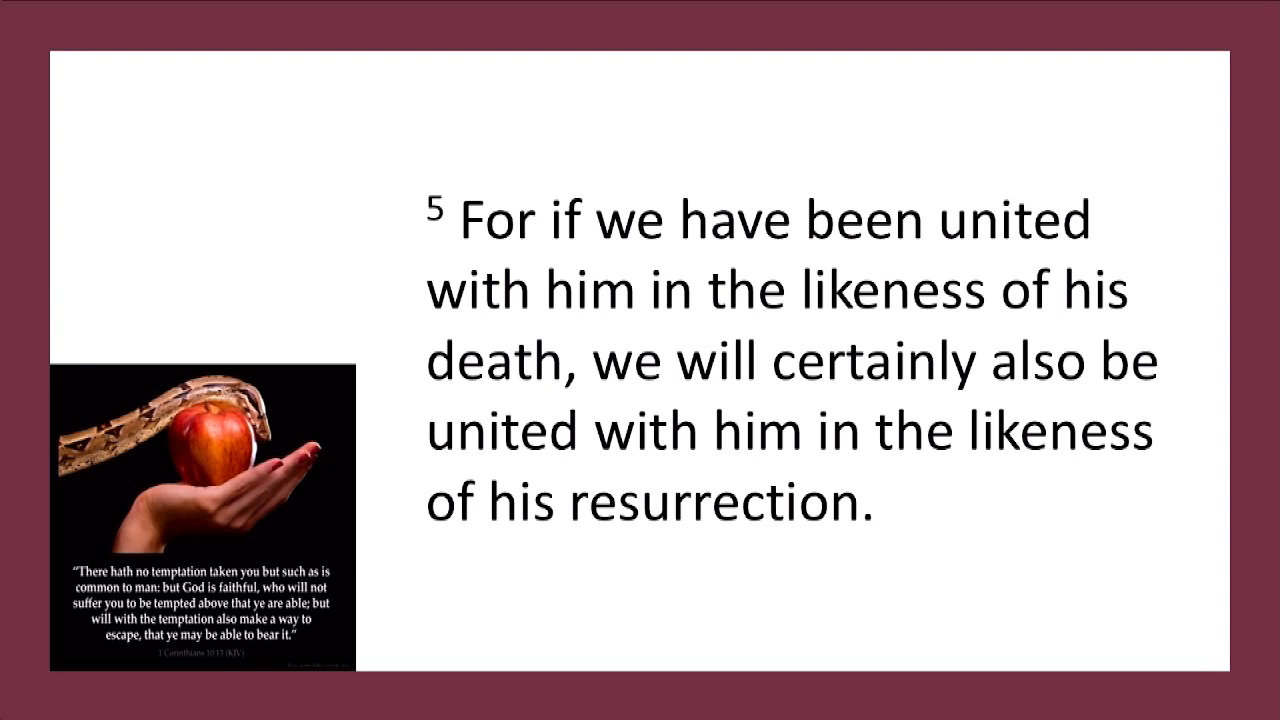 5 For if we have been united
with him in the likeness of his
death, we will certainly also be
united with him in the likeness
of his resurrection.
“There hath no temptation taken you but such as is
common to man: but God is faithful, who will not
suffer you to be tempted above that ye are able; but
will with the temptation also make a way to
escape, that ye may be able to bear it.”
1 Corinthians 10:13 (KJV)